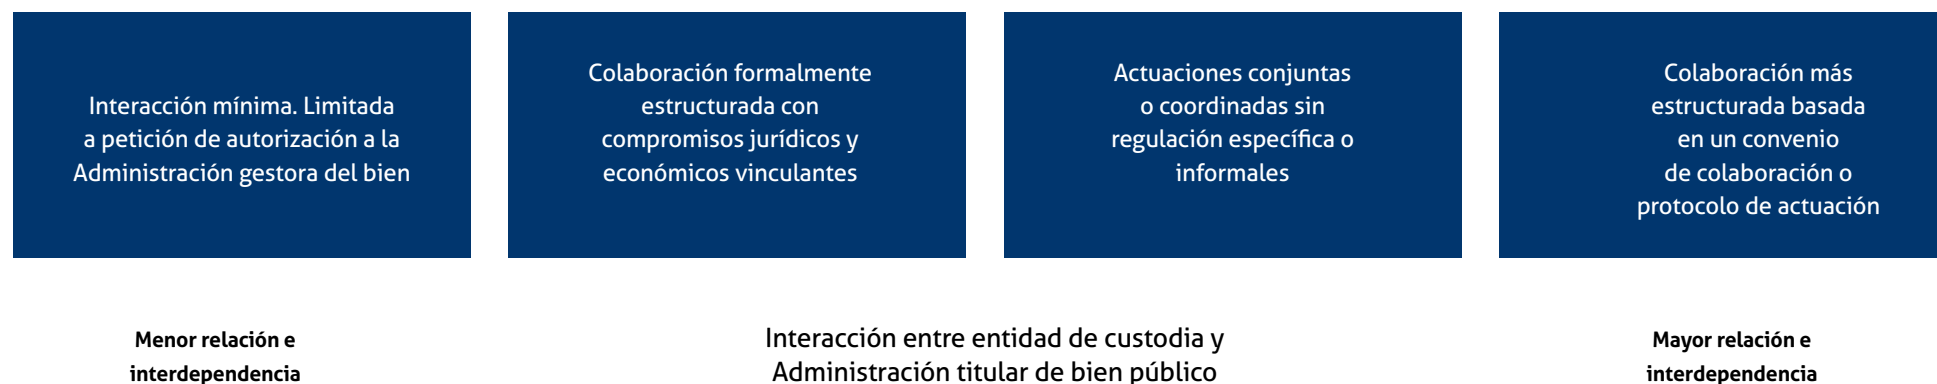 Interacción mínima. Limitada
a petición de autorización a la
Administración gestora del bien
Colaboración formalmente
estructurada con
compromisos jurídicos y
económicos vinculantes
Actuaciones conjuntas
o coordinadas sin
regulación específica o
informales
Colaboración más
estructurada basada
en un convenio
de colaboración o
protocolo de actuación
Menor relación e
interdependencia
Interacción entre entidad de custodia y
Administración titular de bien público
Mayor relación e
interdependencia